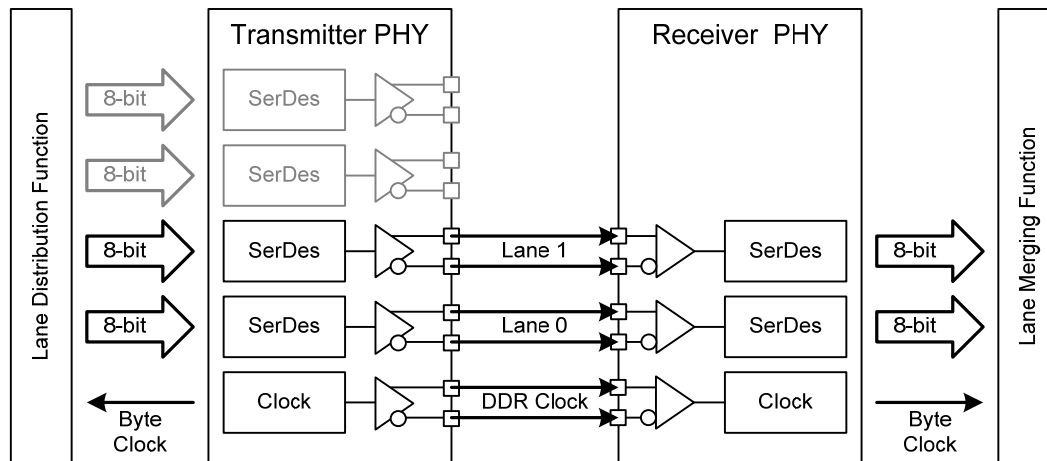 Lane Distribution Function
Transmitter PHY
Receiver PHY
Lane Merging Function
8-bit
SerDes
8-bit
SerDes
8-bit
SerDes
Lane 1
SerDes
8-bit
8-bit
SerDes
Lane 0
SerDes
8-bit
Byte
Clock
Clock
DDR Clock
Clock
Byte
Clock